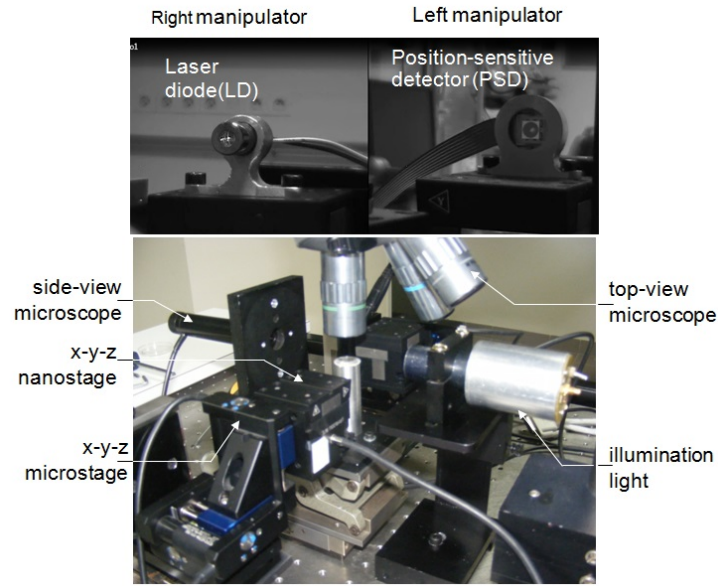 Right manipulator
Left manipulator
Laser
diode(LD)
Position-sensitive
detector (PSD)
side-view
microscope
x-y-z
nanostage
x-y-z
microstage
top-view
microscope
illumination
light